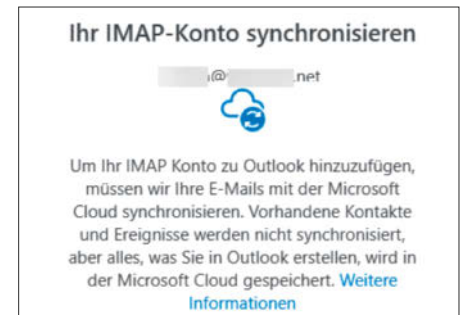 Ihr IMAP-Konto synchronisieren
@ .net
Um Ihr IMAP Konto zu Outlook hinzuzufügen,
müssen wir Ihre E-Mails mit der Microsoft
Cloud synchronisieren. Vorhandene Kontakte
und Ereignisse werden nicht synchronisiert,
aber alles, was Sie in Outlook erstellen, wird in
der Microsoft Cloud gespeichert. Weitere
Informationen